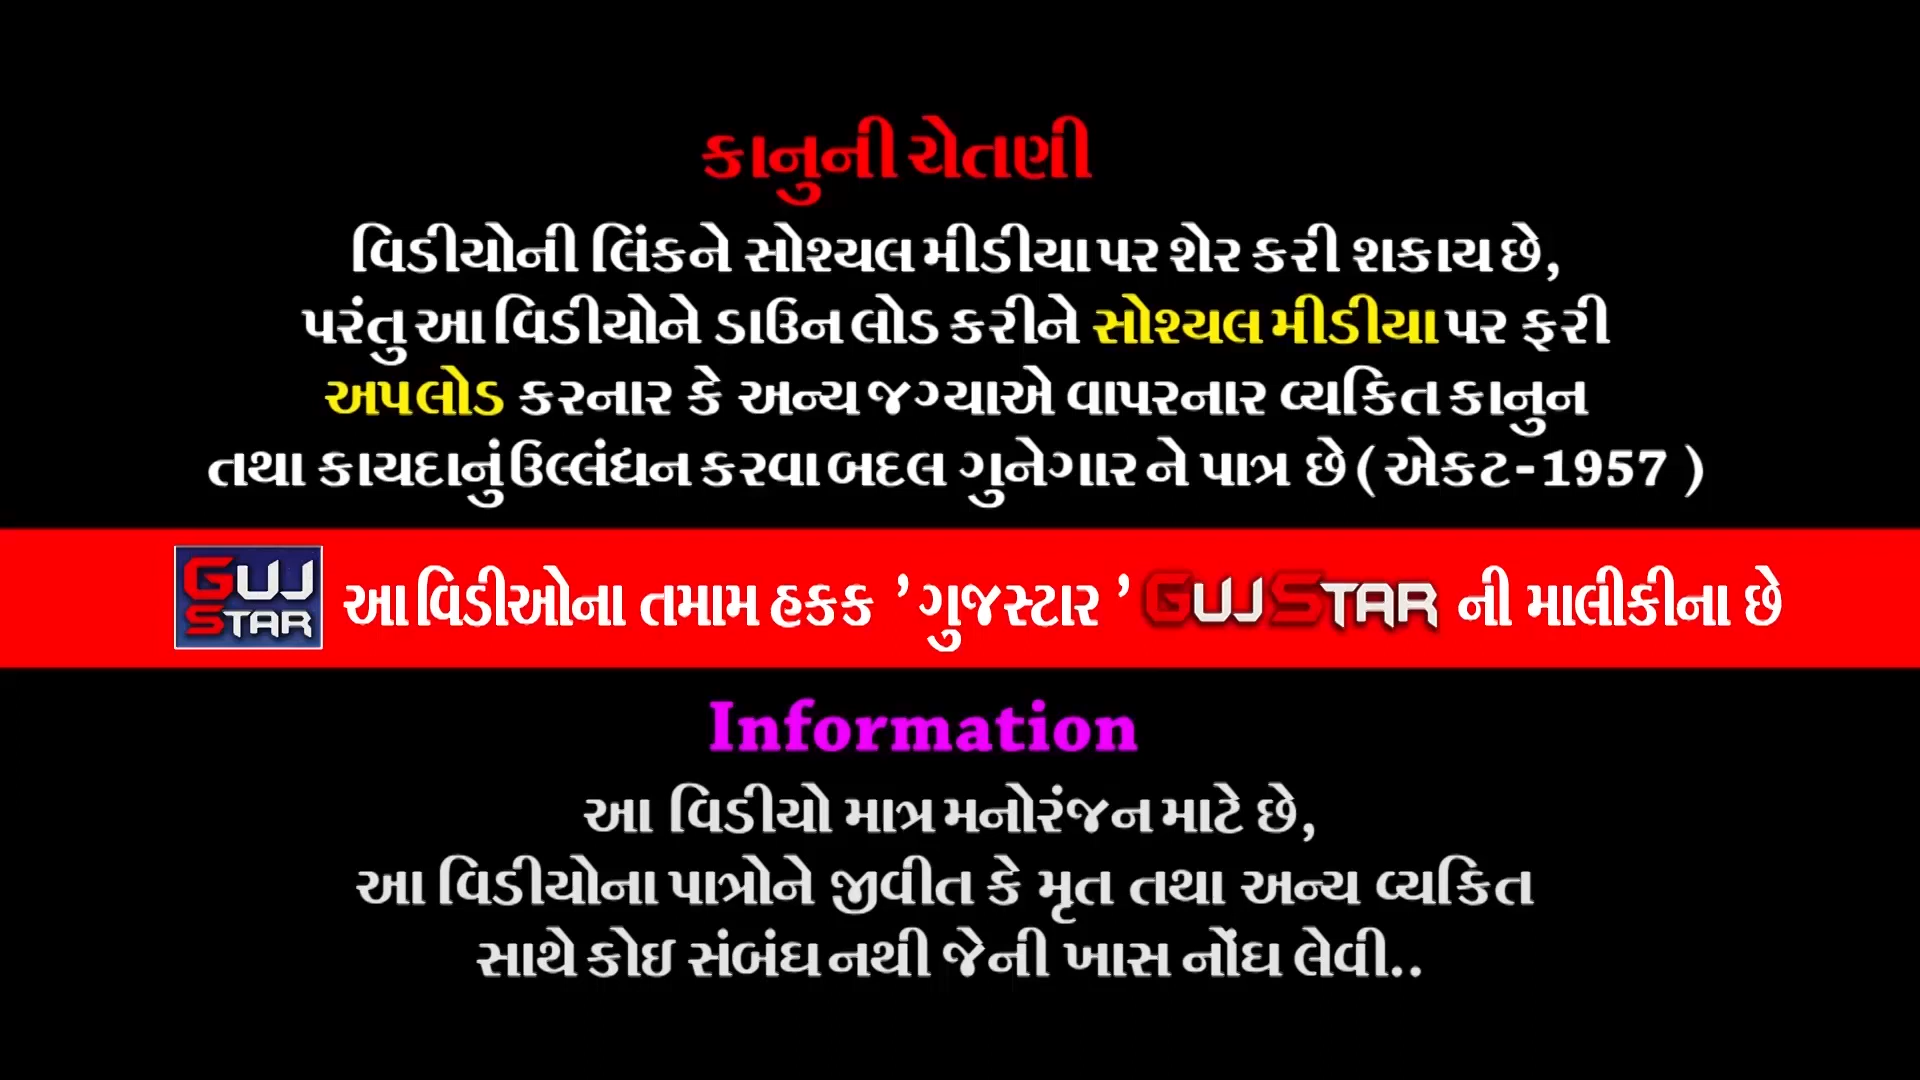 કાનુની ચેતણી
વિડીયોની લિંકને સોશ્યલ મીડીયા પર શેર કરી શકાય છે,
પરંતુ આ વિડીયોને ડાઉન લોડ કરીને સોશ્યલ મીડીયા પર ફરી
અપલોડ કરનાર કે અન્ય જગ્યાએ વાપરનાર વ્યકિત કાનુન
તથા કાયદાનું ઉલ્લંઘન કરવા બદલ ગુનેગાર ને પાત્ર છે ( એકટ-1957 )
GUJ STAR આ વિડીઓના તમામ હકક ’ ગુજસ્ટાર ’ GUJ STAR ની માલીકીના છે
Information
આ વિડીયો માત્ર મનોરંજન માટે છે,
આ વિડીયોના પાત્રોને જીવીત કે મૃત તથા અન્ય વ્યકિત
સાથે કોઇ સંબંઘ નથી જેની ખાસ નોંઘ લેવી..